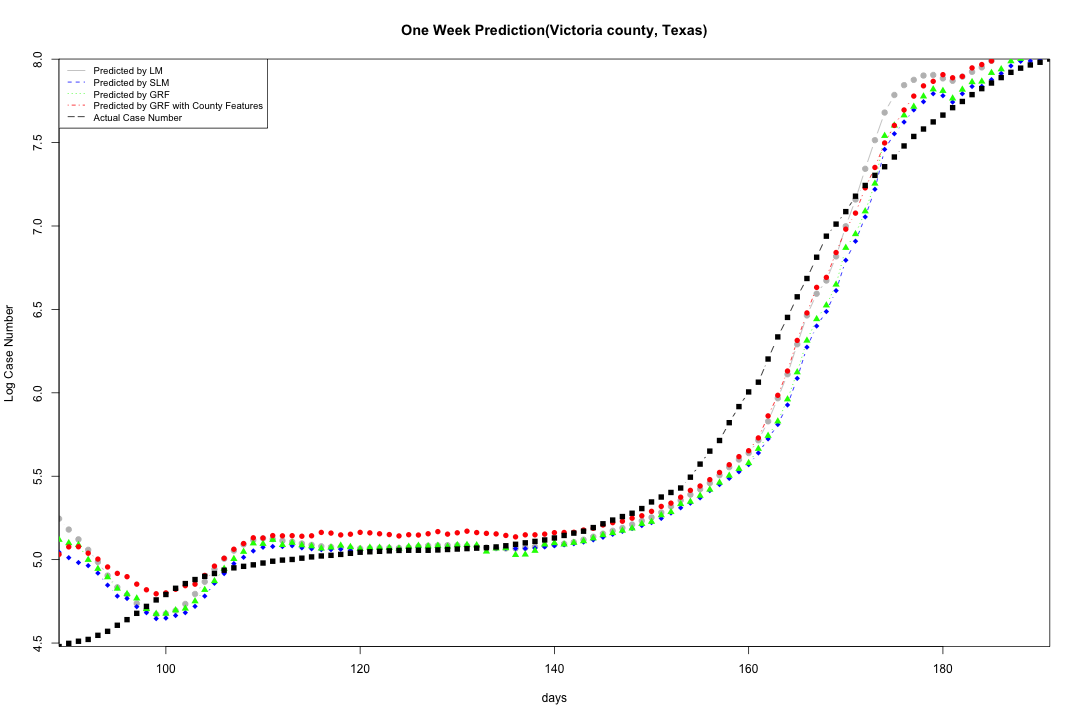 One Week Prediction(Victoria county, Texas)
8.0
7.5
7.0
6.5
6.0
5.5
5.0
4.5
Log Case Number
Predicted by LM
Predicted by SLM
Predicted by GRF
Predicted by GRF with County Features
Actual Case Number
100
120
140
160
180
days